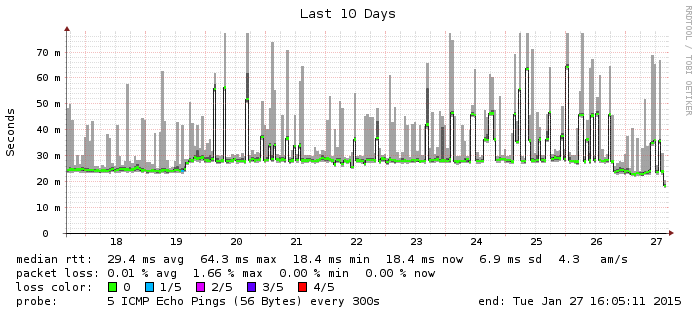 Last 10 Days
RRDTOOL / TOBI OETIKER
Seconds
70 m
60 m
50 m
40 m
30 m
20 m
10 m
0
18 19 20 21 22 23 24 25 26 27
median rtt: 29.4 ms avg 64.3 ms max 18.4 ms min 18.4 ms now 6.9 ms sd 4.3 am/s
packet loss: 0.01 % avg 1.66 % max 0.00 % min 0.00 % now
loss color: 0 1/5 2/5 3/5 4/5
probe: 5 ICMP Echo Pings (56 Bytes) every 300s end: Tue Jan 27 16:05:11 2015